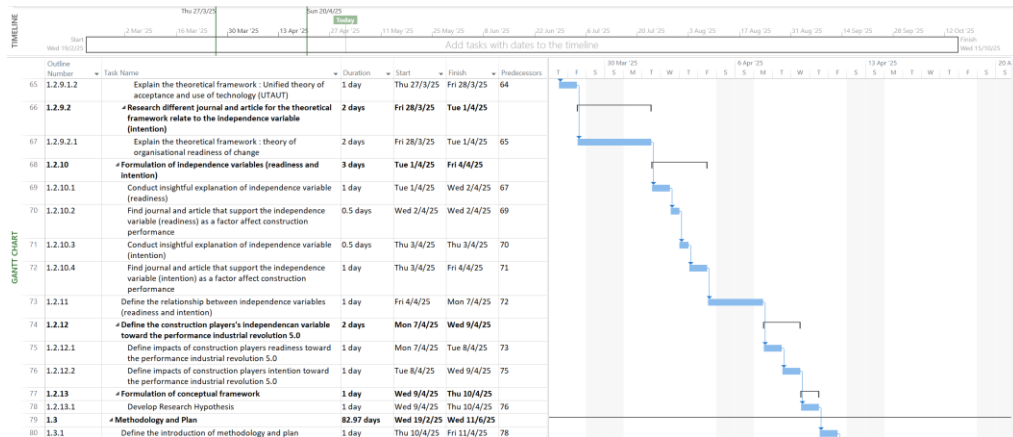 TIMELINE
Thu 27/3/25
Sun 20/4/25
Today
2 Mar '25 16 Mar '25 30 Mar '25 13 Apr '25 27 Apr '25 11 May '25 25 May '25 8 Jun '25 22 Jun '25 6 Jul '25 20 Jul '25 3 Aug '25 17 Aug '25 31 Aug '25 14 Sep '25 28 Sep '25 12 Oct '25
Start
Wed 19/2/25
Add tasks with dates to the timeline
Finish
Wed 15/10/25
GANTT CHART
Outline
Number Task Name Duration Start Finish Predecessors
30 Mar '25 6 Apr '25 13 Apr '25 20 A
T F S S M T W T F S S M T W T F S S M T W T F S S
65 1.2.9.1.2 Explain the theoretical framework : Unified theory of 1 day Thu 27/3/25 Fri 28/3/25 64
acceptance and use of technology (UTAUT)
66 1.2.9.2 Research different journal and article for the theoretical 2 days Fri 28/3/25 Tue 1/4/25
framework relate to the independence variable
(intention)
67 1.2.9.2.1 Explain the theoretical framework : theory of 2 days Fri 28/3/25 Tue 1/4/25 65
organisational readiness of change
68 1.2.10 Formulation of independence variables (readiness and 3 days Tue 1/4/25 Fri 4/4/25
intention)
69 1.2.10.1 Conduct insightful explanation of independence variable 1 day Tue 1/4/25 Wed 2/4/25 67
(readiness)
70 1.2.10.2 Find journal and article that support the independence 0.5 days Wed 2/4/25 Wed 2/4/25 69
variable (readiness) as a factor affect construction
performance
71 1.2.10.3 Conduct insightful explanation of independence variable 0.5 days Thu 3/4/25 Thu 3/4/25 70
(intention)
72 1.2.10.4 Find journal and article that support the independence 1 day Thu 3/4/25 Fri 4/4/25 71
variable (intention) as a factor affect construction
performance
73 1.2.11 Define the relationship between independence variables 1 day Fri 4/4/25 Mon 7/4/25 72
(readiness and intention)
74 1.2.12 Define the construction players's independencan variable 2 days Mon 7/4/25 Wed 9/4/25
toward the performance industrial revolution 5.0
75 1.2.12.1 Define impacts of construction players readiness toward 1 day Mon 7/4/25 Tue 8/4/25 73
the performance industrial revolution 5.0
76 1.2.12.2 Define impacts of construction players intention toward 1 day Tue 8/4/25 Wed 9/4/25 75
the performance industrial revolution 5.0
77 1.2.13 Formulation of conceptual framework 1 day Wed 9/4/25 Thu 10/4/25
78 1.2.13.1 Develop Research Hypothesis 1 day Wed 9/4/25 Thu 10/4/25 76
79 1.3 Methodology and Plan 82.97 days Wed 19/2/25 Wed 11/6/25
80 1.3.1 Define the introduction of methodology and plan 1 day Thu 10/4/25 Fri 11/4/25 78